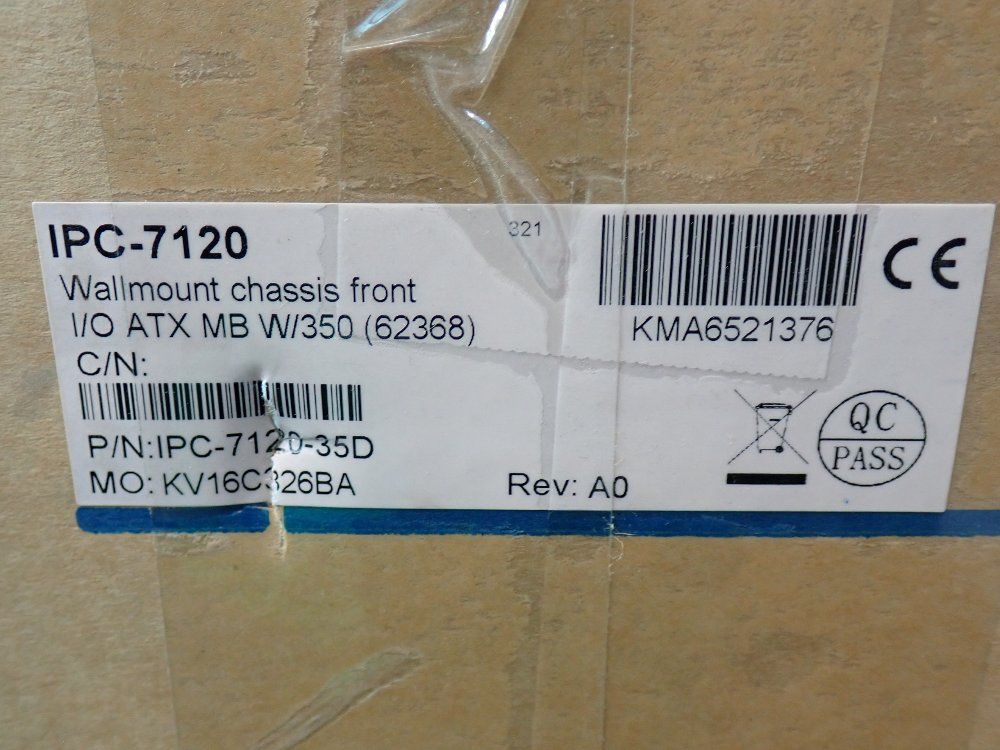 IPC-7120
321
Wallmount chassis front
I/O ATX MB W/350 (62368)
KMA6521376
CE
C/N:
P/N:IPC-7120-35D
MO: KV16C326BA
Rev: A0
QC
PASS